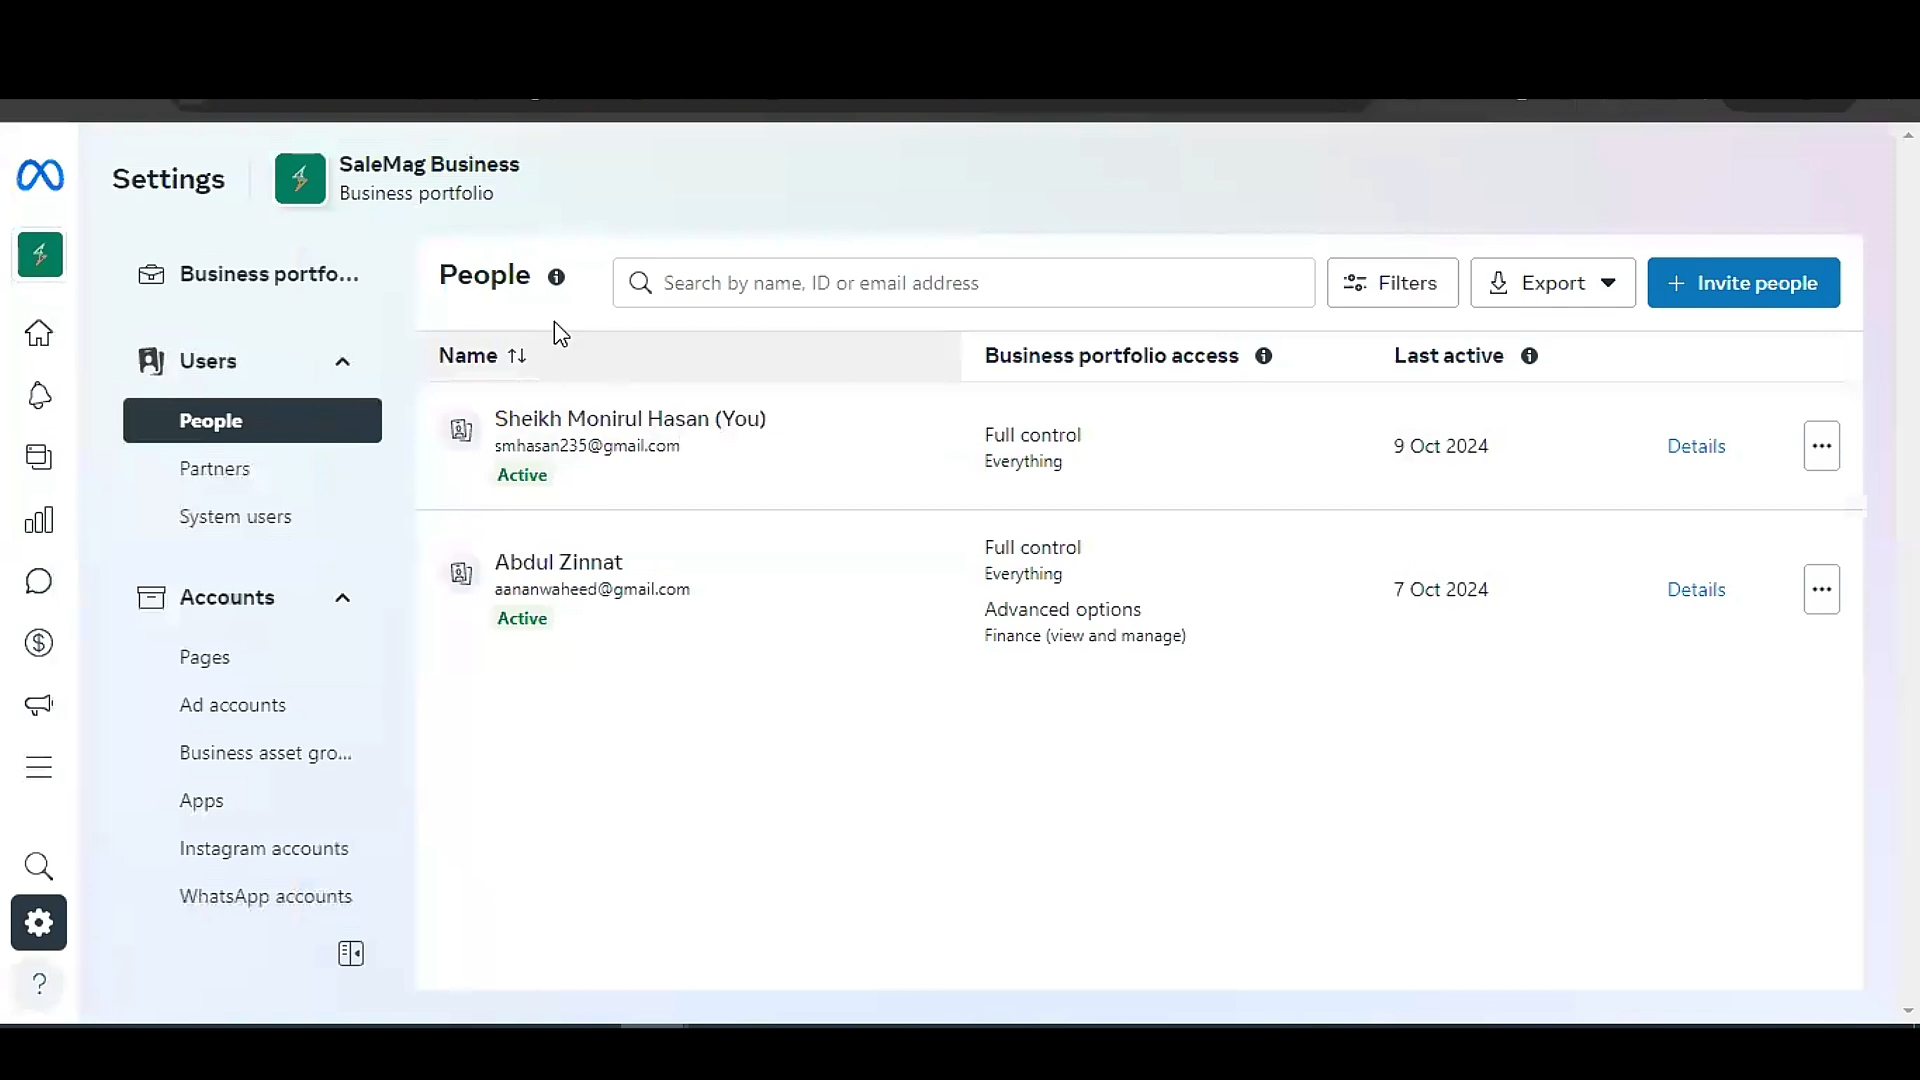 Settings
SaleMag Business
Business portfolio
Business portfo...
Users
People
Partners
System users
Accounts
Pages
Ad accounts
Business asset gro...
Apps
Instagram accounts
WhatsApp accounts
?
People
Search by name, ID or email address
Filters
Export
+ Invite people
Name
Business portfolio access
Last active
Sheikh Monirul Hasan (You)
smhasan235@gmail.com
Active
Full control
Everything
9 Oct 2024
Details
Abdul Zinnat
aananwaheed@gmail.com
Active
Full control
Everything
Advanced options
Finance (view and manage)
7 Oct 2024
Details